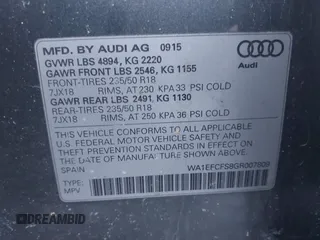 MFD. BY AUDI AG 0915
GVWR LBS 4894, KG 2220
GAWR FRONT LBS 2546, KG 1155
FRONT-TIRES 235/50 R18
7JX18 RIMS, AT 230 KPA 33 PSI COLD
GAWR REAR LBS 2491, KG 1130
REAR-TIRES 235/50 R18
7JX18 RIMS, AT 250 KPA 36 PSI COLD
Audi
THIS VEHICLE CONFORMS TO ALL APPLICABLE
U.S. FEDERAL MOTOR VEHICLE SAFETY
BUMPER AND THEFT PREVENTION STANDARDS
IN EFFECT ON THE DATE OF MANUFACTURE
SPAIN
TYPE:
MPV
DREAMBID